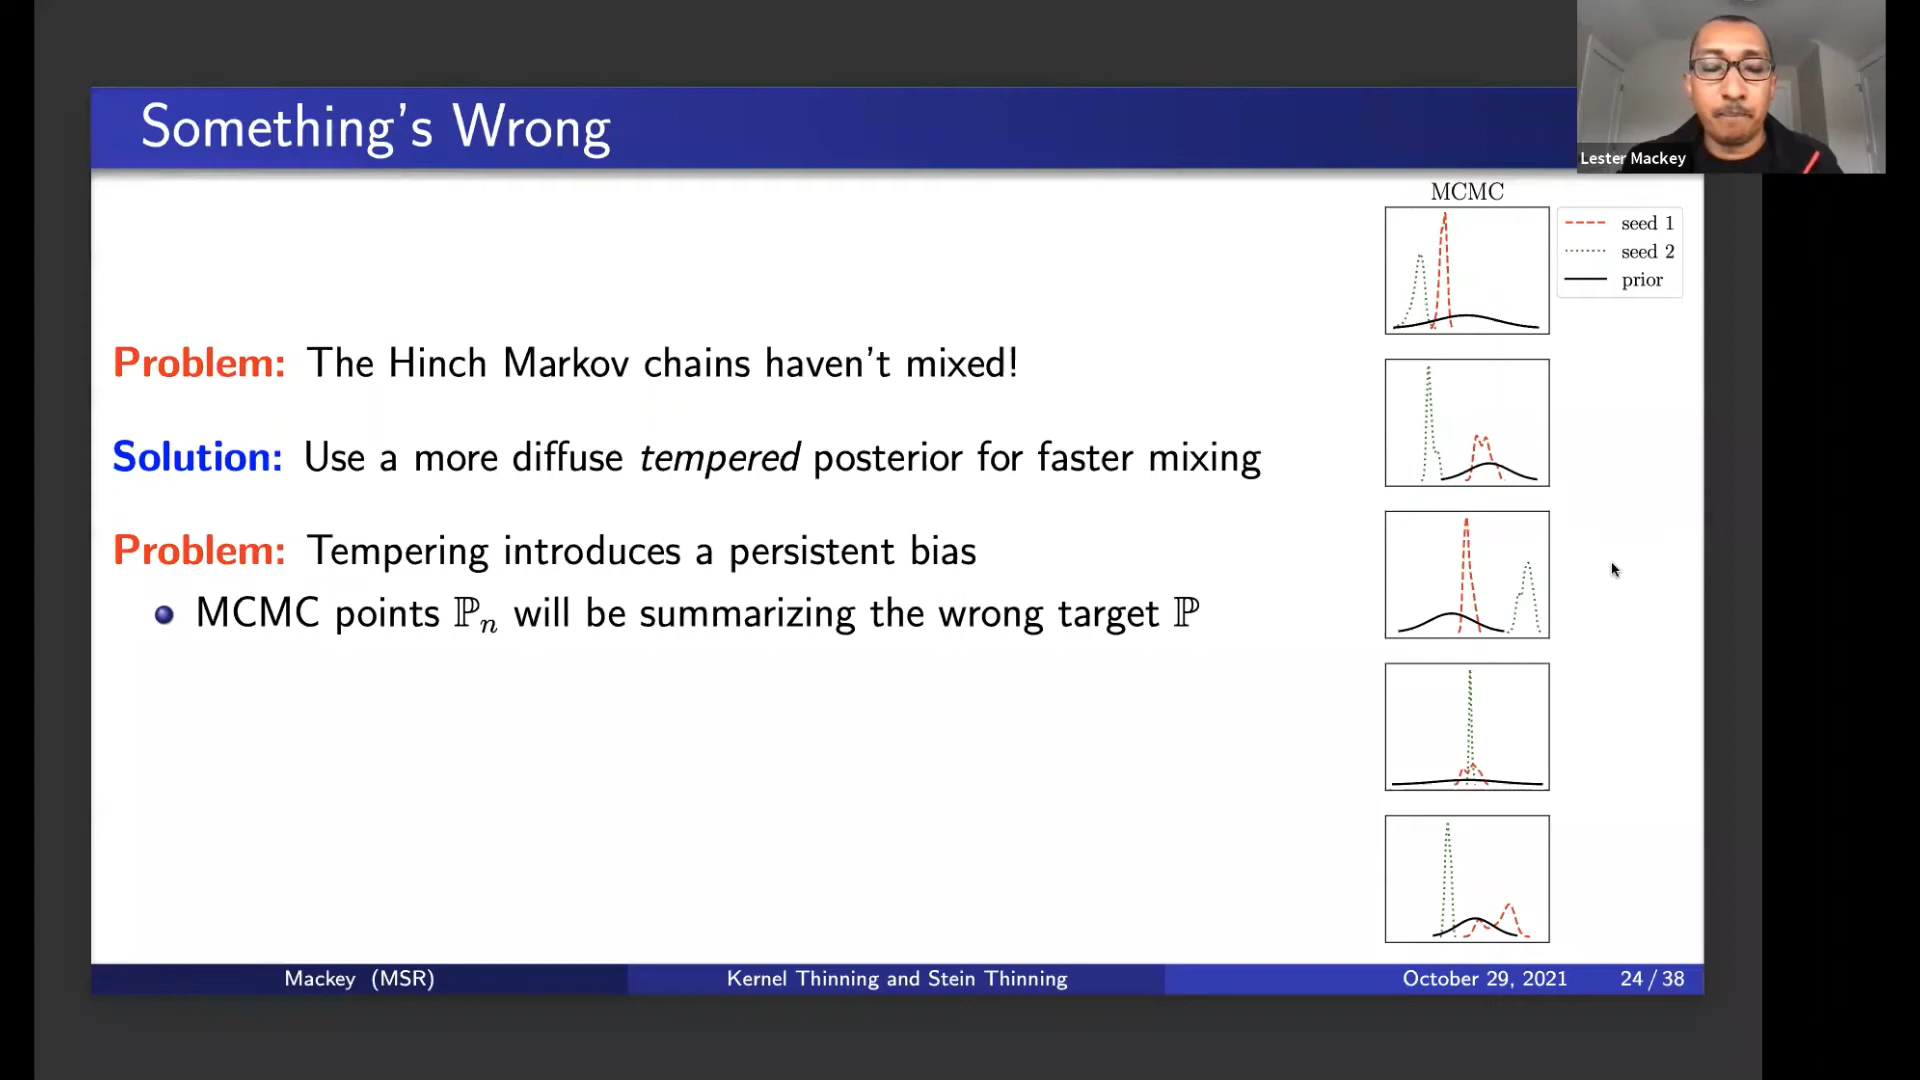 Something's Wrong
Lester Mackey
MCMC
seed 1
seed 2
prior
Problem: The Hinch Markov chains haven't mixed!
Solution: Use a more diffuse tempered posterior for faster mixing
Problem: Tempering introduces a persistent bias
MCMC points ℙn will be summarizing the wrong target ℙ
Mackey (MSR) Kernel Thinning and Stein Thinning October 29, 2021 24 / 38